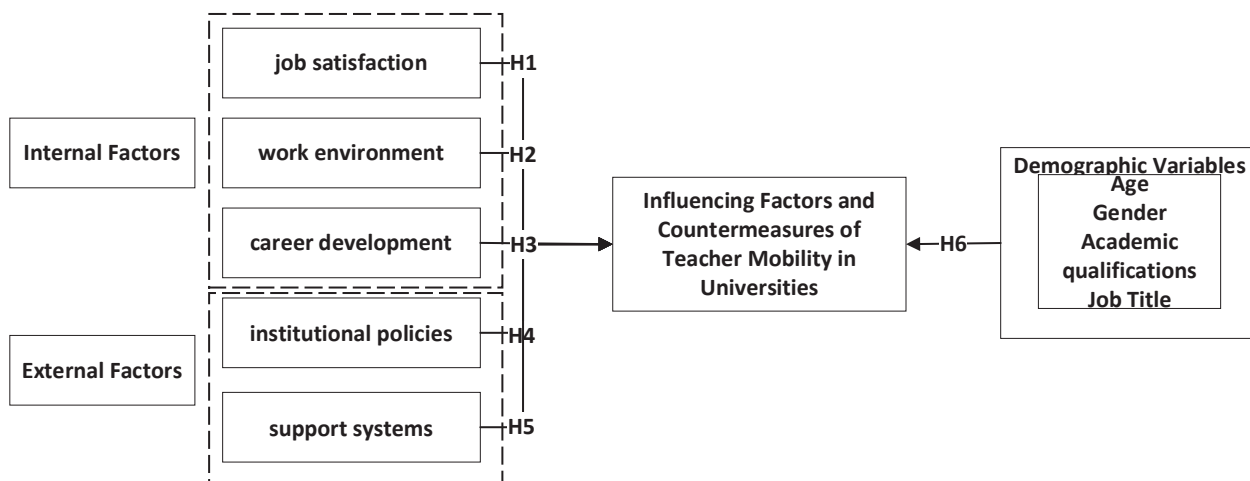 Internal Factors
External Factors
job satisfaction
work environment
career development
institutional policies
support systems
H1
H2
H3
H4
H5
Influencing Factors and
Countermeasures of
Teacher Mobility in
Universities
H6
Demographic Variables
Age
Gender
Academic
qualifications
Job Title